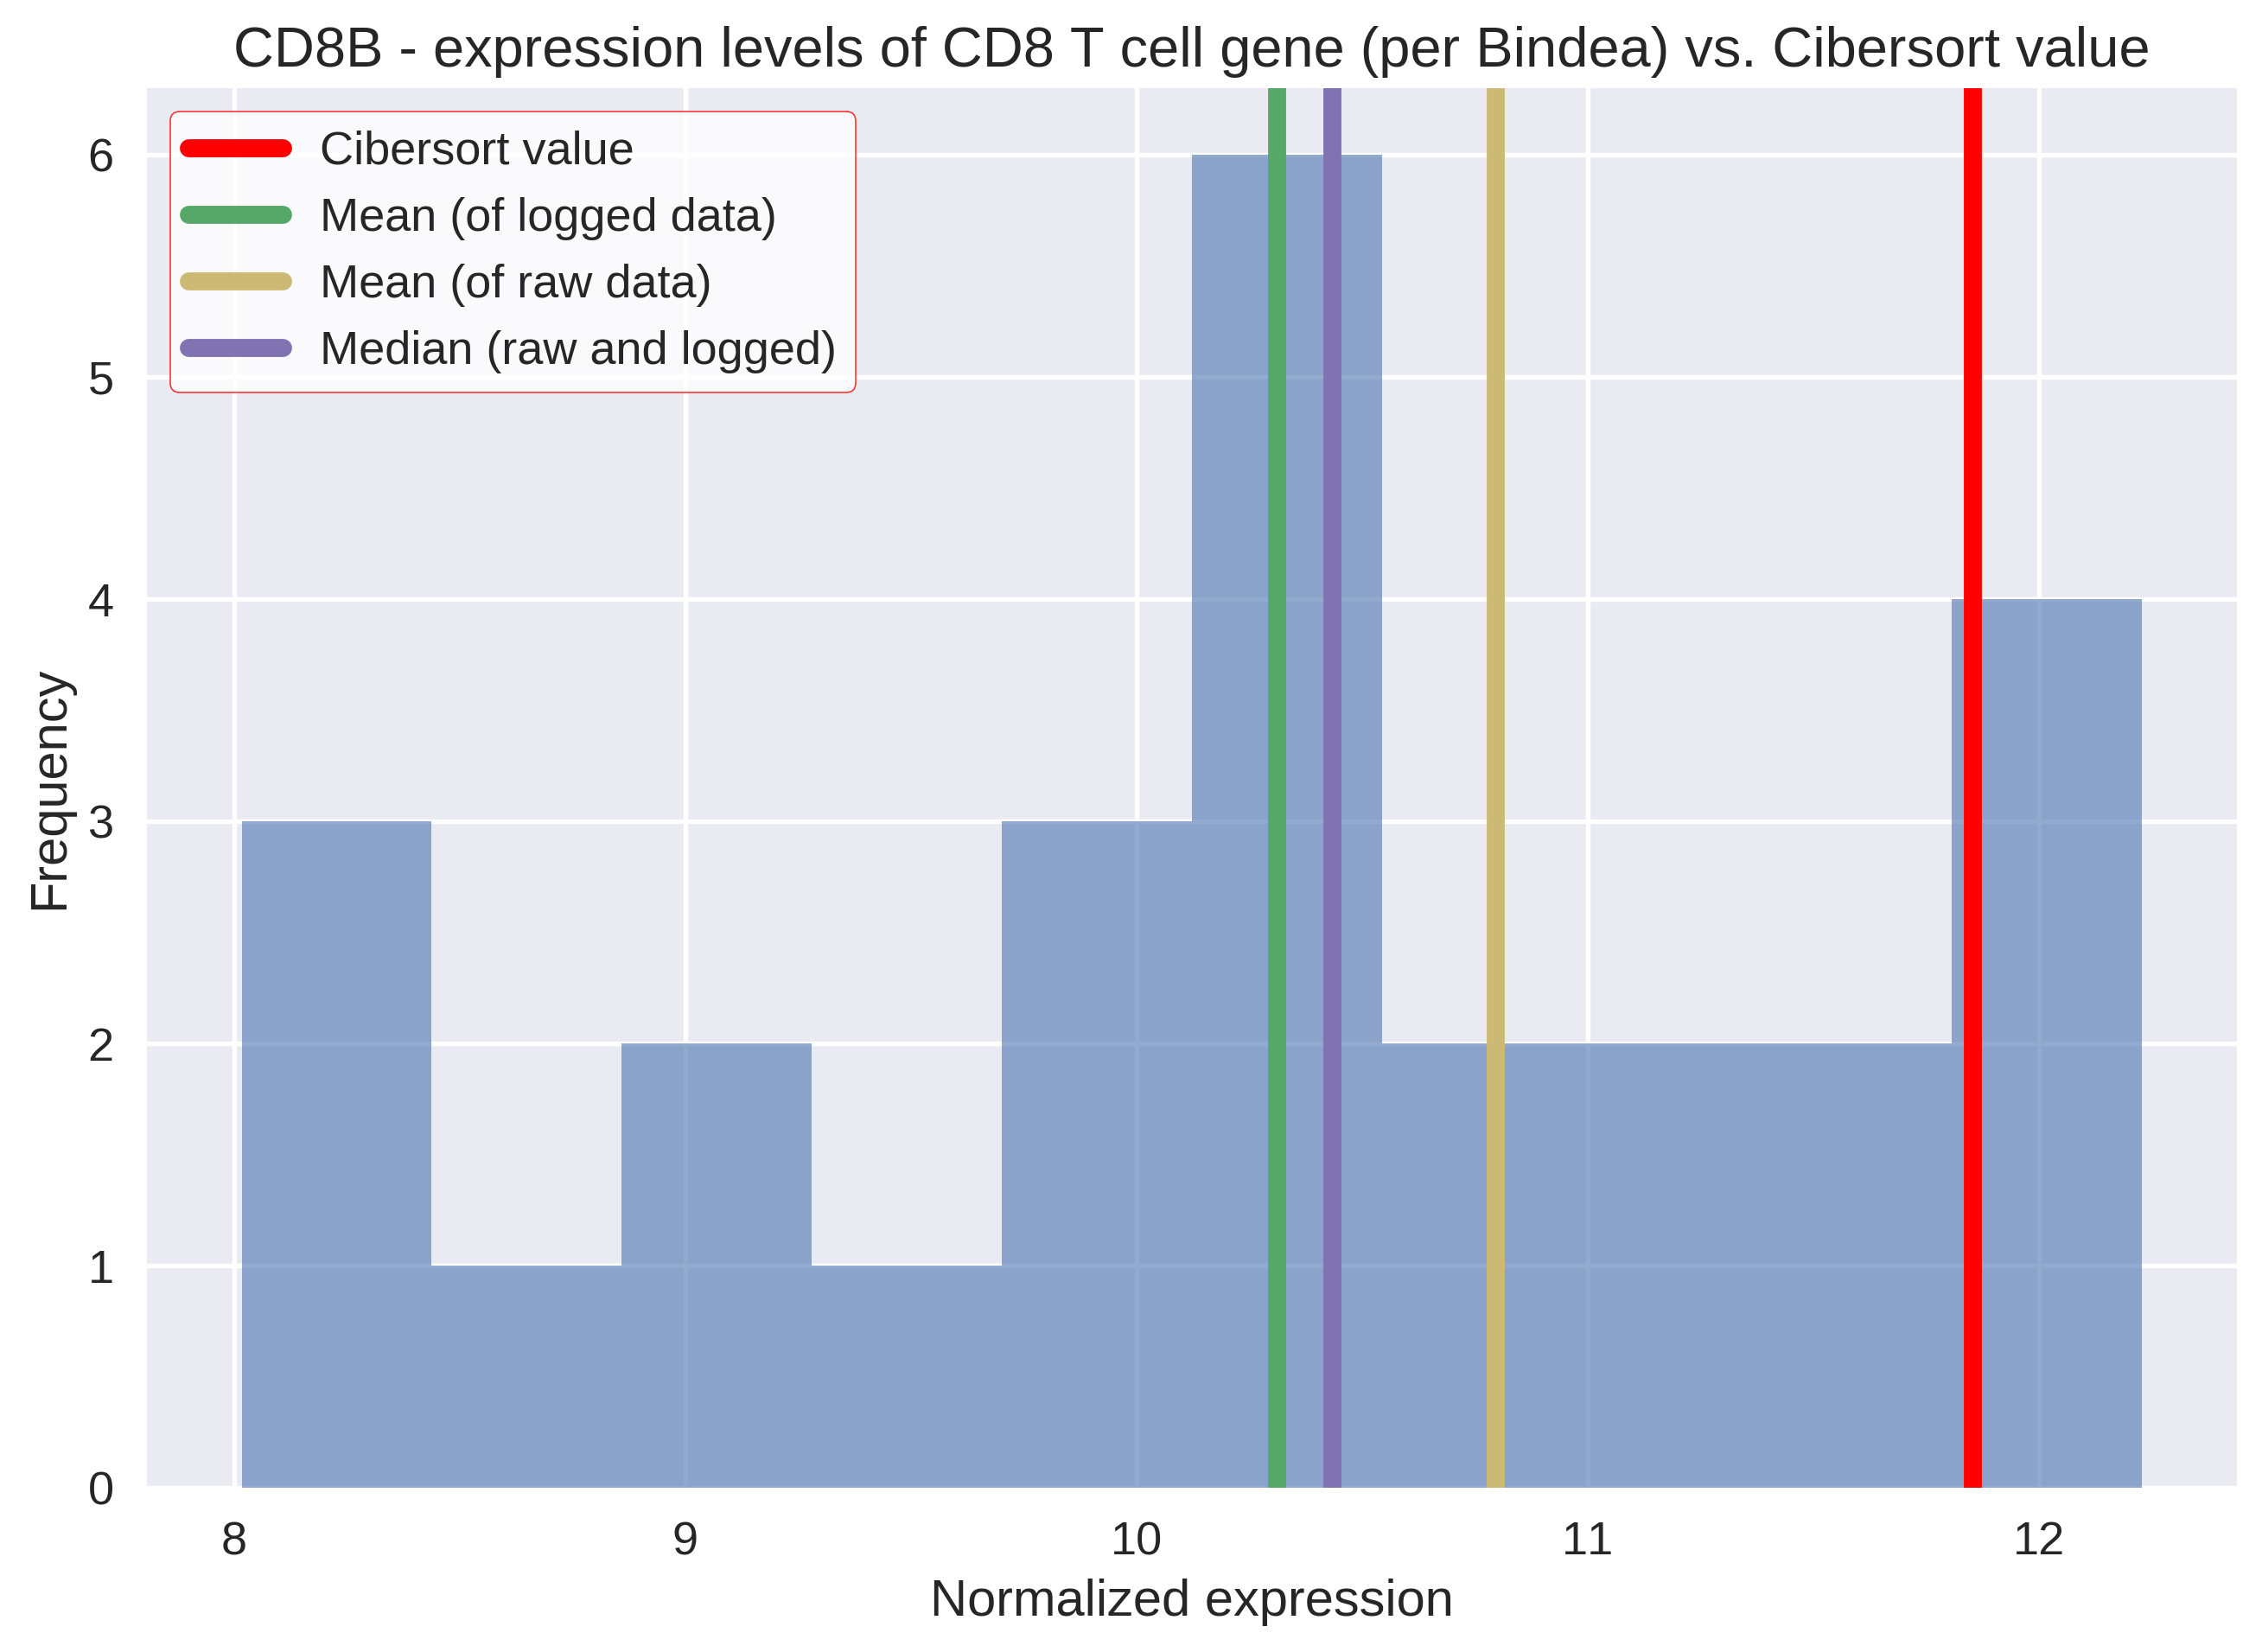 CD8B - expression levels of CD8 T cell gene (per Bindea) vs. Cibersort value
Cibersort value
Mean (of logged data)
Mean (of raw data)
Median (raw and logged)
6
5
4
3
2
1
0
Frequency
8 9 10 11 12
Normalized expression